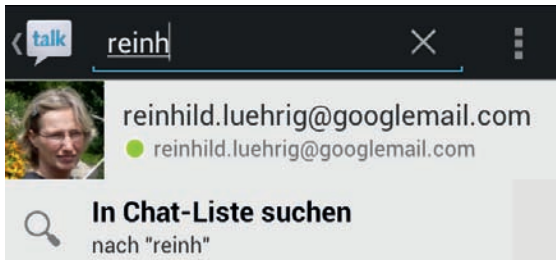 talk reinh
reinhild.luehrig@googlemail.com
reinhild.luehrig@googlemail.com
In Chat-Liste suchen
nach "reinh"